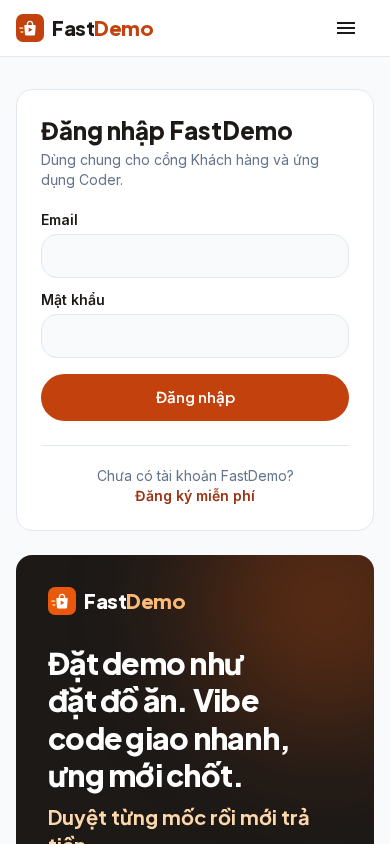 FastDemo
Đăng nhập FastDemo
Dùng chung cho cổng Khách hàng và ứng
dụng Coder.
Email
Mật khẩu
Đăng nhập
Chưa có tài khoản FastDemo?
Đăng ký miễn phí
FastDemo
Đặt demo như
đặt đồ ăn. Vibe
code giao nhanh,
ưng mới chốt.
Duyệt từng mốc rồi mới trả
tiền